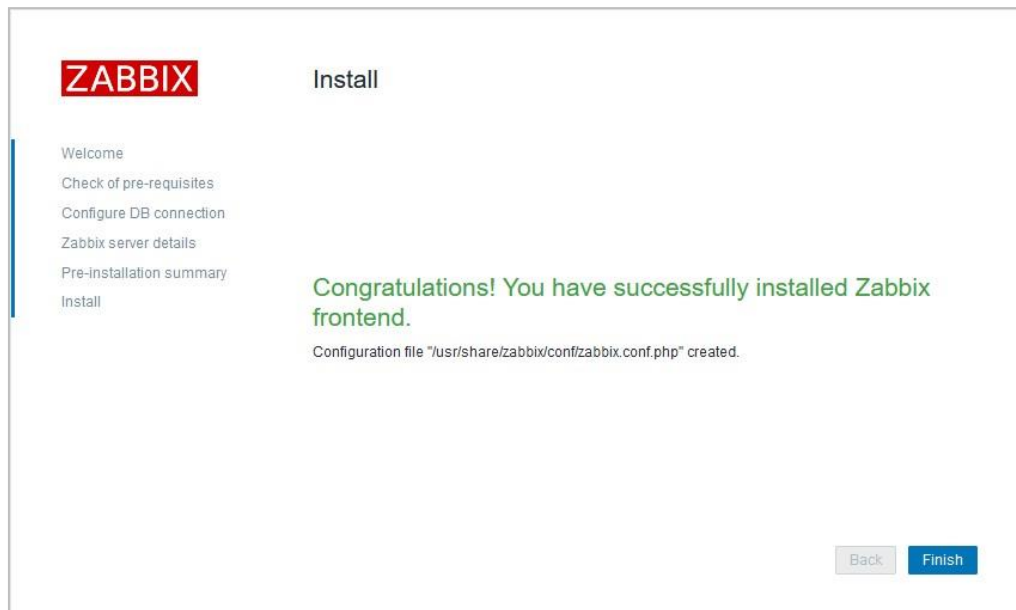 ZABBIX
Install
Welcome
Check of pre-requisites
Configure DB connection
Zabbix server details
Pre-installation summary
Install
Congratulations! You have successfully installed Zabbix
frontend.
Configuration file "/usr/share/zabbix/conf/zabbix.conf.php" created.
Back
Finish